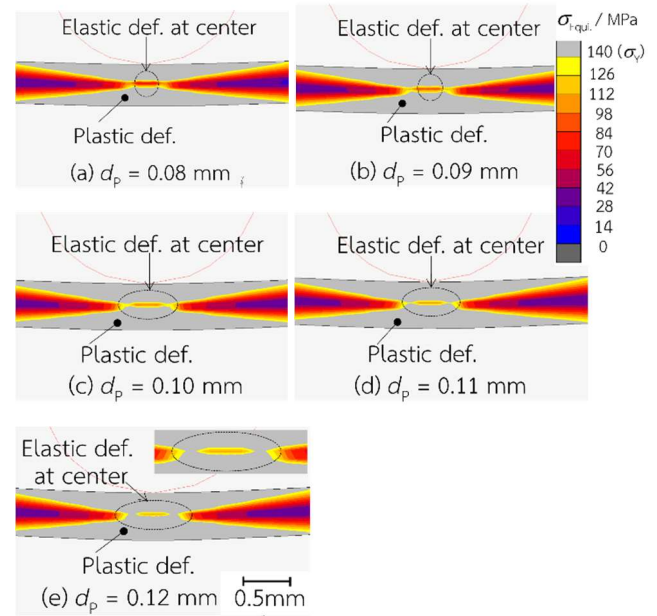 Elastic def. at center
Plastic def.
(a) dₚ = 0.08 mm
Elastic def. at center
Plastic def.
(b) dₚ = 0.09 mm
σEqui. / MPa
140 (σY)
126
112
98
84
70
56
42
28
14
0
Elastic def. at center
Plastic def.
(c) dₚ = 0.10 mm
Elastic def. at center
Plastic def.
(d) dₚ = 0.11 mm
Elastic def.
at center
Plastic def.
(e) dₚ = 0.12 mm
0.5mm